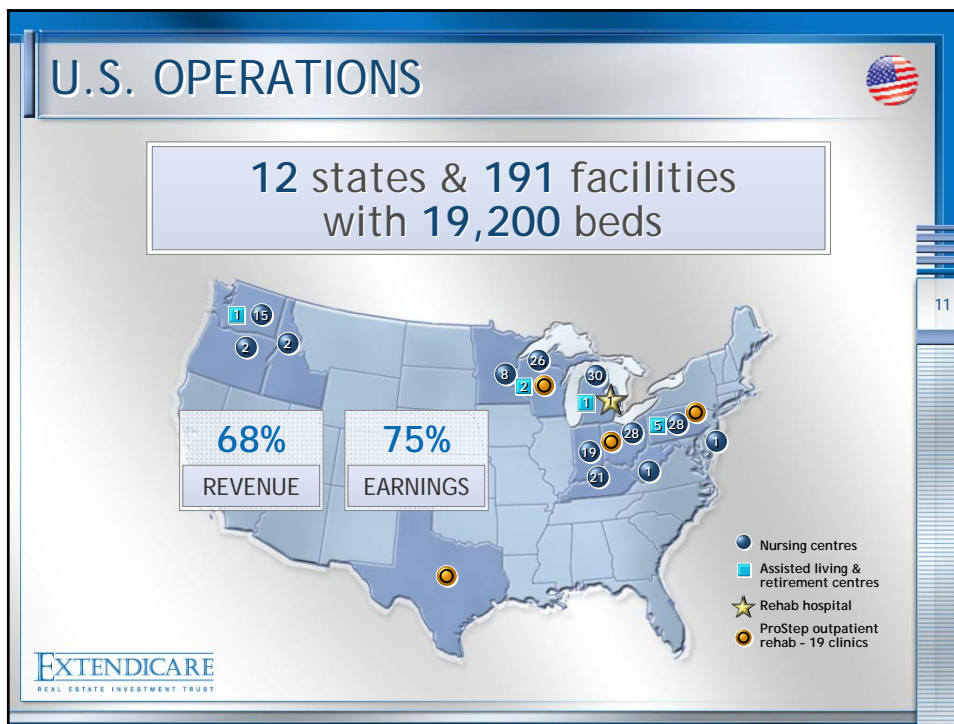 U.S. OPERATIONS
12 states & 191 facilities
with 19,200 beds
11
1 15
2 2
8 26
2
30
1 1
5 28
28
19
21
1
1
68%
REVENUE
75%
EARNINGS
Nursing centres
Assisted living &
retirement centres
Rehab hospital
ProStep outpatient
rehab - 19 clinics
EXTENDICARE
REAL ESTATE INVESTMENT TRUST